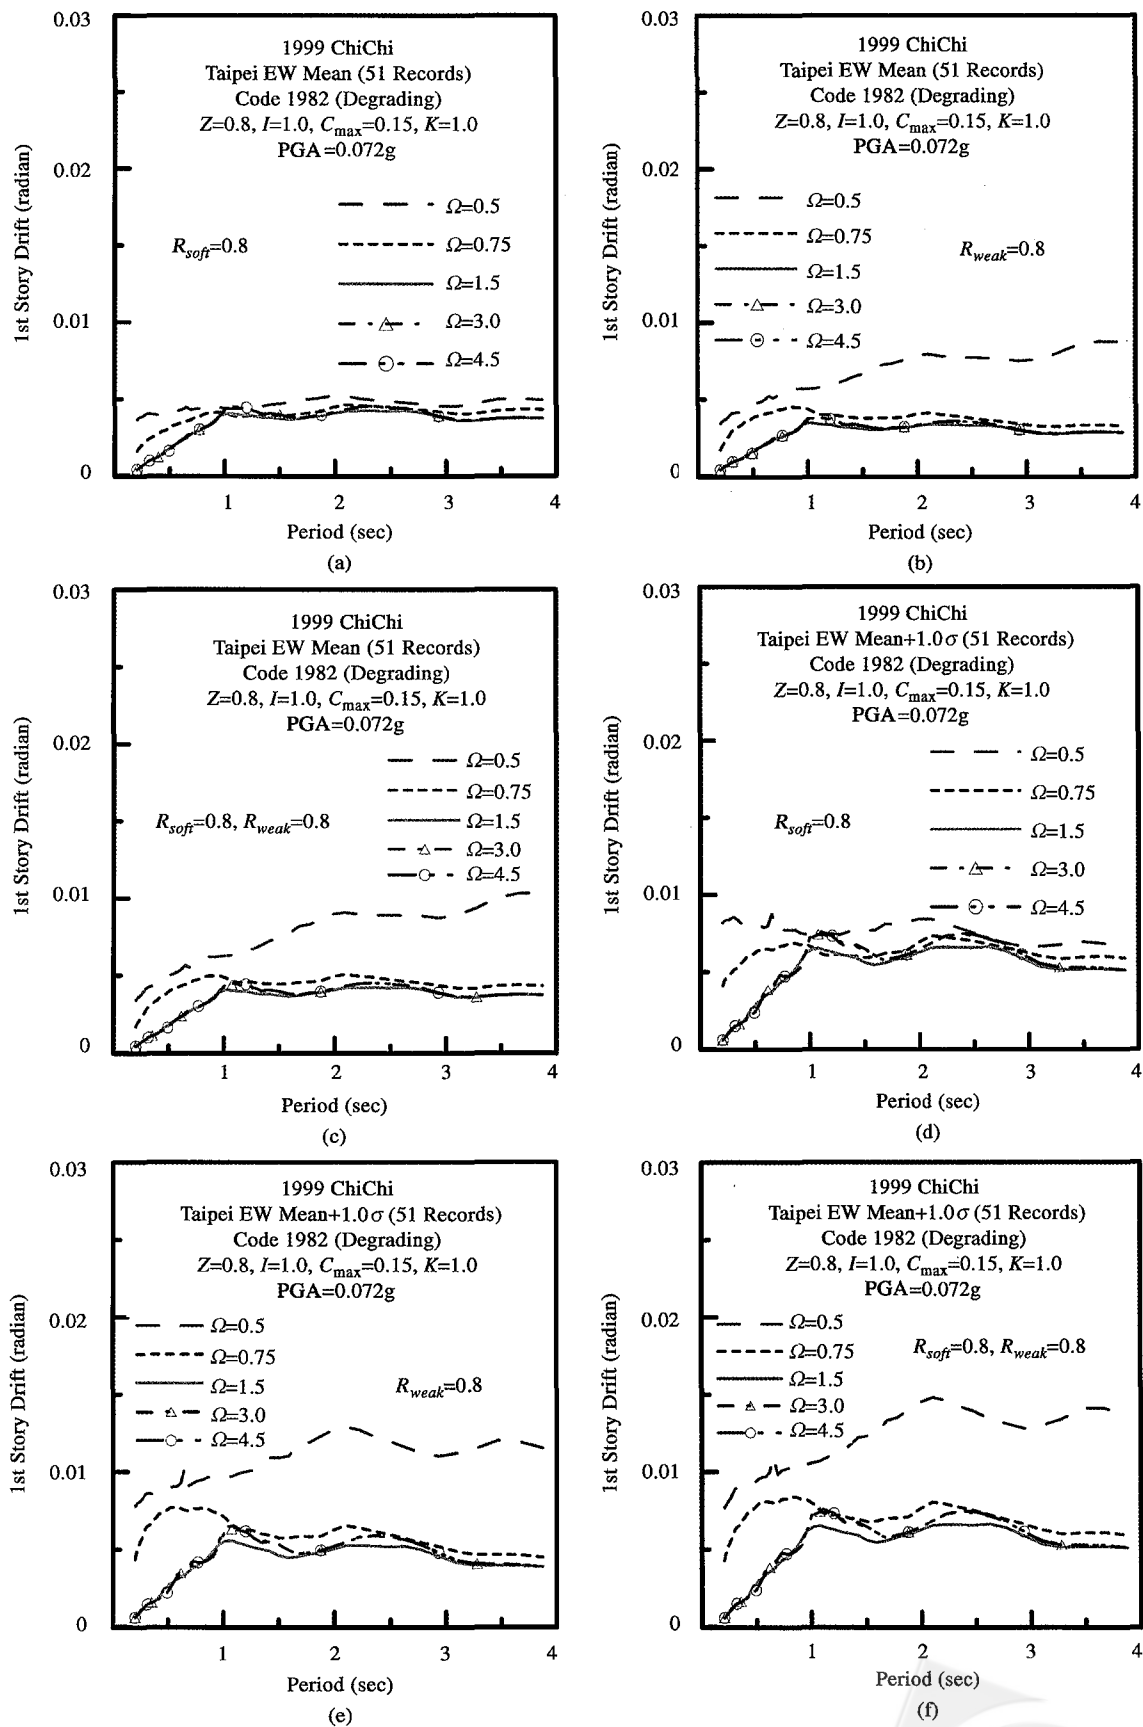 0.03
1999 ChiChi
Taipei EW Mean (51 Records)
Code 1982 (Degrading)
Z=0.8, I=1.0, Cmax=0.15, K=1.0
PGA=0.072g
0.02
Ω=0.5
Ω=0.75
Rsoft=0.8
Ω=1.5
Ω=3.0
0.01
Ω=4.5
0
1 2 3 4
1st Story Drift (radian)
Period (sec)
(a)
0.03
1999 ChiChi
Taipei EW Mean (51 Records)
Code 1982 (Degrading)
Z=0.8, I=1.0, Cmax=0.15, K=1.0
PGA=0.072g
0.02
Ω=0.5
Ω=0.75
Rweak=0.8
Ω=1.5
Ω=3.0
0.01
Ω=4.5
0
1 2 3 4
1st Story Drift (radian)
Period (sec)
(b)
0.03
1999 ChiChi
Taipei EW Mean (51 Records)
Code 1982 (Degrading)
Z=0.8, I=1.0, Cmax=0.15, K=1.0
PGA=0.072g
0.02
Ω=0.5
Ω=0.75
Rsoft=0.8, Rweak=0.8
Ω=1.5
Ω=3.0
Ω=4.5
0.01
0
1 2 3 4
1st Story Drift (radian)
Period (sec)
(c)
0.03
1999 ChiChi
Taipei EW Mean+1.0σ (51 Records)
Code 1982 (Degrading)
Z=0.8, I=1.0, Cmax=0.15, K=1.0
PGA=0.072g
0.02
Ω=0.5
Ω=0.75
Rsoft=0.8
Ω=1.5
Ω=3.0
0.01
Ω=4.5
0
1 2 3 4
1st Story Drift (radian)
Period (sec)
(d)
0.03
1999 ChiChi
Taipei EW Mean+1.0σ (51 Records)
Code 1982 (Degrading)
Z=0.8, I=1.0, Cmax=0.15, K=1.0
PGA=0.072g
0.02
Ω=0.5
Ω=0.75
Ω=1.5
Rweak=0.8
Ω=3.0
Ω=4.5
0.01
0
1 2 3 4
1st Story Drift (radian)
Period (sec)
(e)
0.03
1999 ChiChi
Taipei EW Mean+1.0σ (51 Records)
Code 1982 (Degrading)
Z=0.8, I=1.0, Cmax=0.15, K=1.0
PGA=0.072g
0.02
Ω=0.5
Ω=0.75
Rsoft=0.8, Rweak=0.8
Ω=1.5
Ω=3.0
Ω=4.5
0.01
0
1 2 3 4
1st Story Drift (radian)
Period (sec)
(f)